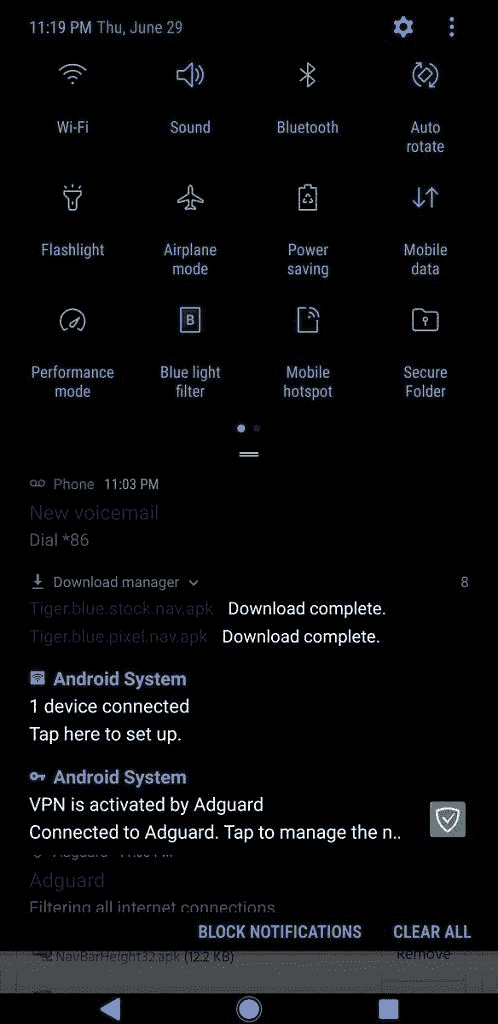 11:19 PM Thu, June 29
Wi-Fi
Sound
Bluetooth
Auto
rotate
Flashlight
Airplane
mode
Power
saving
Mobile
data
Performance
mode
B
Blue light
filter
Mobile
hotspot
Secure
Folder
Phone 11:03 PM
New voicemail
Dial *86
Download manager 8
Tiger.blue.stock.nav.apk Download complete.
Tiger.blue.pixel.nav.apk Download complete.
Android System
1 device connected
Tap here to set up.
Android System
VPN is activated by Adguard
Connected to Adguard. Tap to manage the n..
Adguard
Adguard
Filtering all internet connections
BLOCK NOTIFICATIONS CLEAR ALL
NavBarHeight32.apk (12.2 KB) Remove